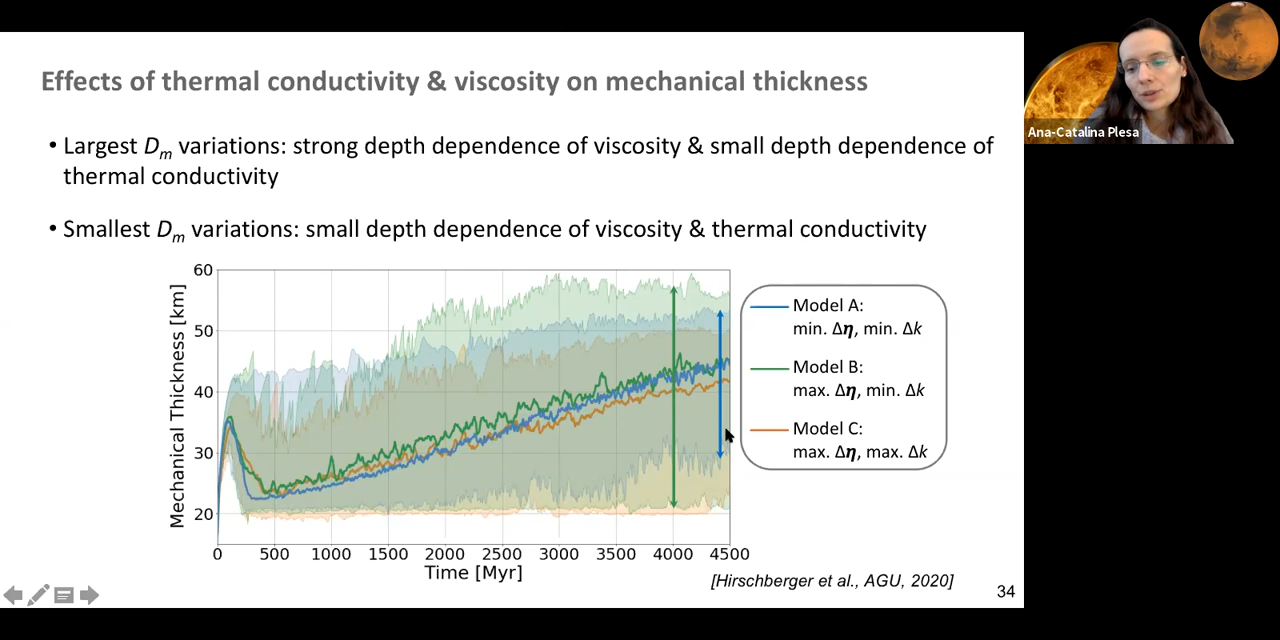 Effects of thermal conductivity & viscosity on mechanical thickness
• Largest Dm variations: strong depth dependence of viscosity & small depth dependence of
thermal conductivity
• Smallest Dm variations: small depth dependence of viscosity & thermal conductivity
Mechanical Thickness [km]
60
50
40
30
20
0 500 1000 1500 2000 2500 3000 3500 4000 4500
Time [Myr]
Model A:
min. Δη, min. Δk
Model B:
max. Δη, min. Δk
Model C:
max. Δη, max. Δk
[Hirschberger et al., AGU, 2020]
34
Ana-Catalina Plesa